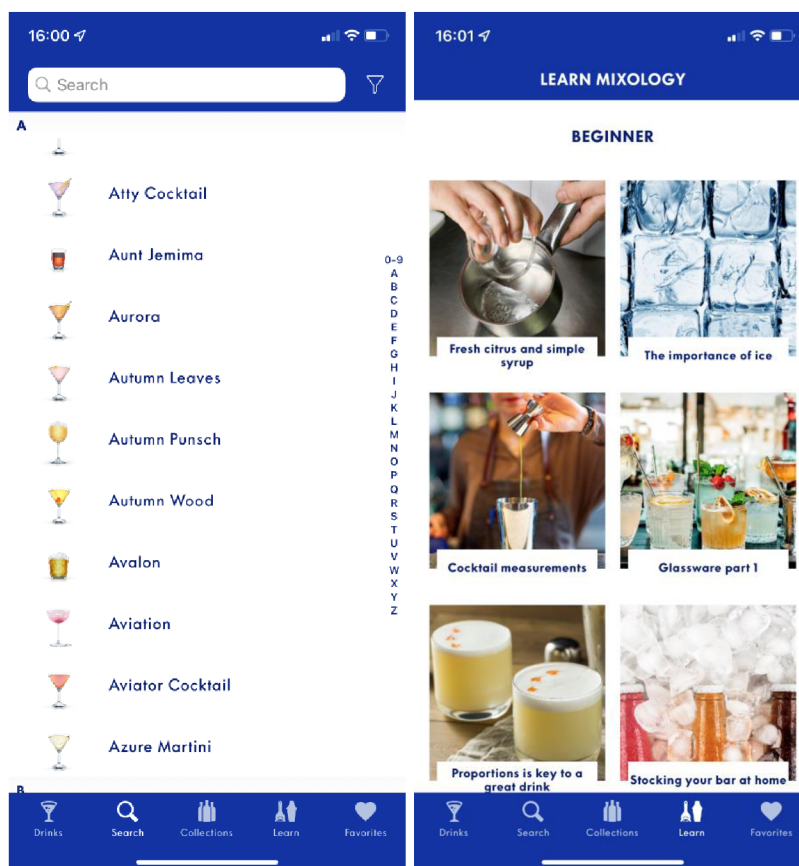 16:00
Search
A
Atty Cocktail
Aunt Jemima
Aurora
Autumn Leaves
Autumn Punsch
Autumn Wood
Avalon
Aviation
Aviator Cocktail
Azure Martini
B
0-9
A
B
C
D
E
F
G
H
I
J
K
L
M
N
O
P
Q
R
S
T
U
V
W
X
Y
Z
Drinks
Search
Collections
Learn
Favorites
16:01
LEARN MIXOLOGY
BEGINNER
Fresh citrus and simple
syrup
The importance of ice
Cocktail measurements
Glassware part 1
Proportions is key to a
great drink
Stocking your bar at home
Drinks
Search
Collections
Learn
Favorites